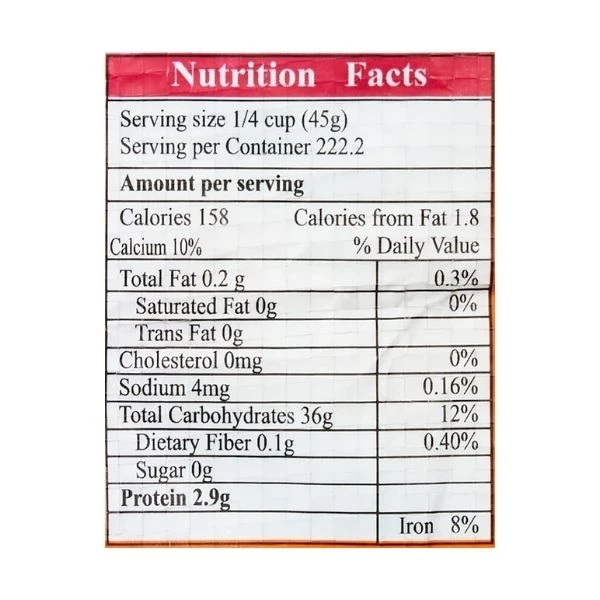 Nutrition Facts
Serving size 1/4 cup (45g)
Serving per Container 222.2
Amount per serving
Calories 158 Calories from Fat 1.8
Calcium 10% % Daily Value
Total Fat 0.2 g 0.3%
Saturated Fat 0g 0%
Trans Fat 0g
Cholesterol 0mg 0%
Sodium 4mg 0.16%
Total Carbohydrates 36g 12%
Dietary Fiber 0.1g 0.40%
Sugar 0g
Protein 2.9g
Iron 8%